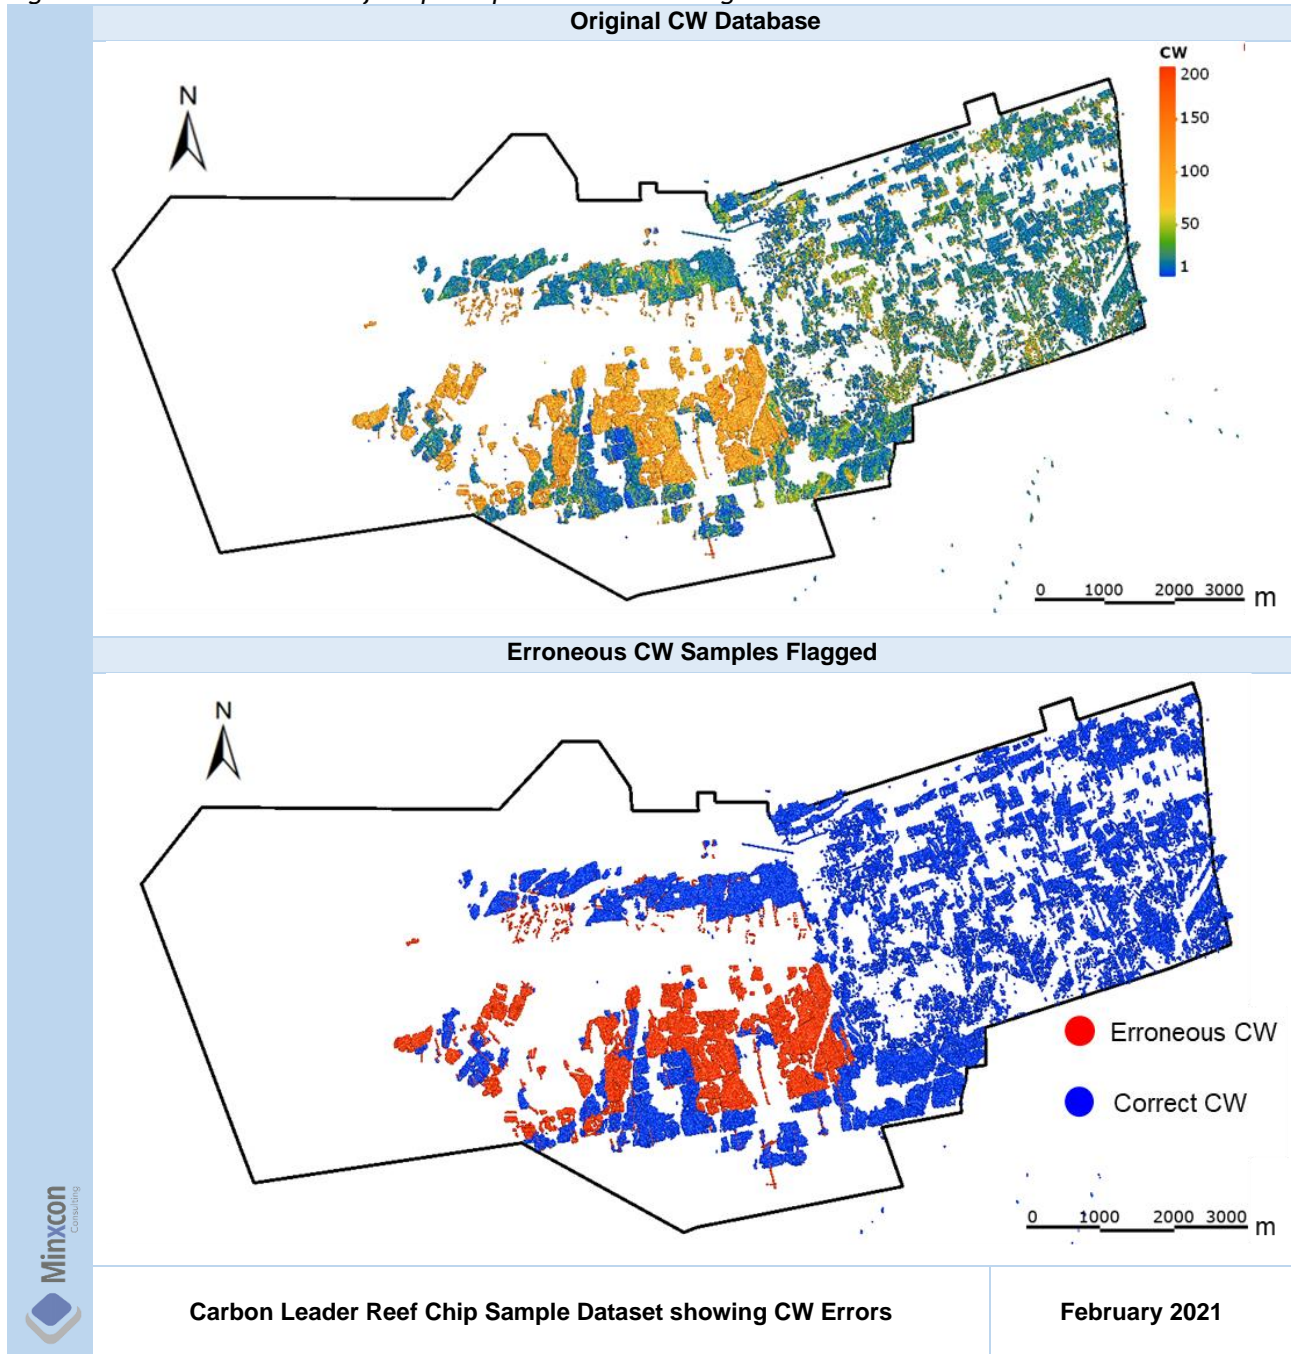 Original CW Database
CW
200
150
100
50
1
N
0 1000 2000 3000 m
Erroneous CW Samples Flagged
N
Erroneous CW
Correct CW
0 1000 2000 3000 m
Minxcon
Consulting
Carbon Leader Reef Chip Sample Dataset showing CW Errors
February 2021